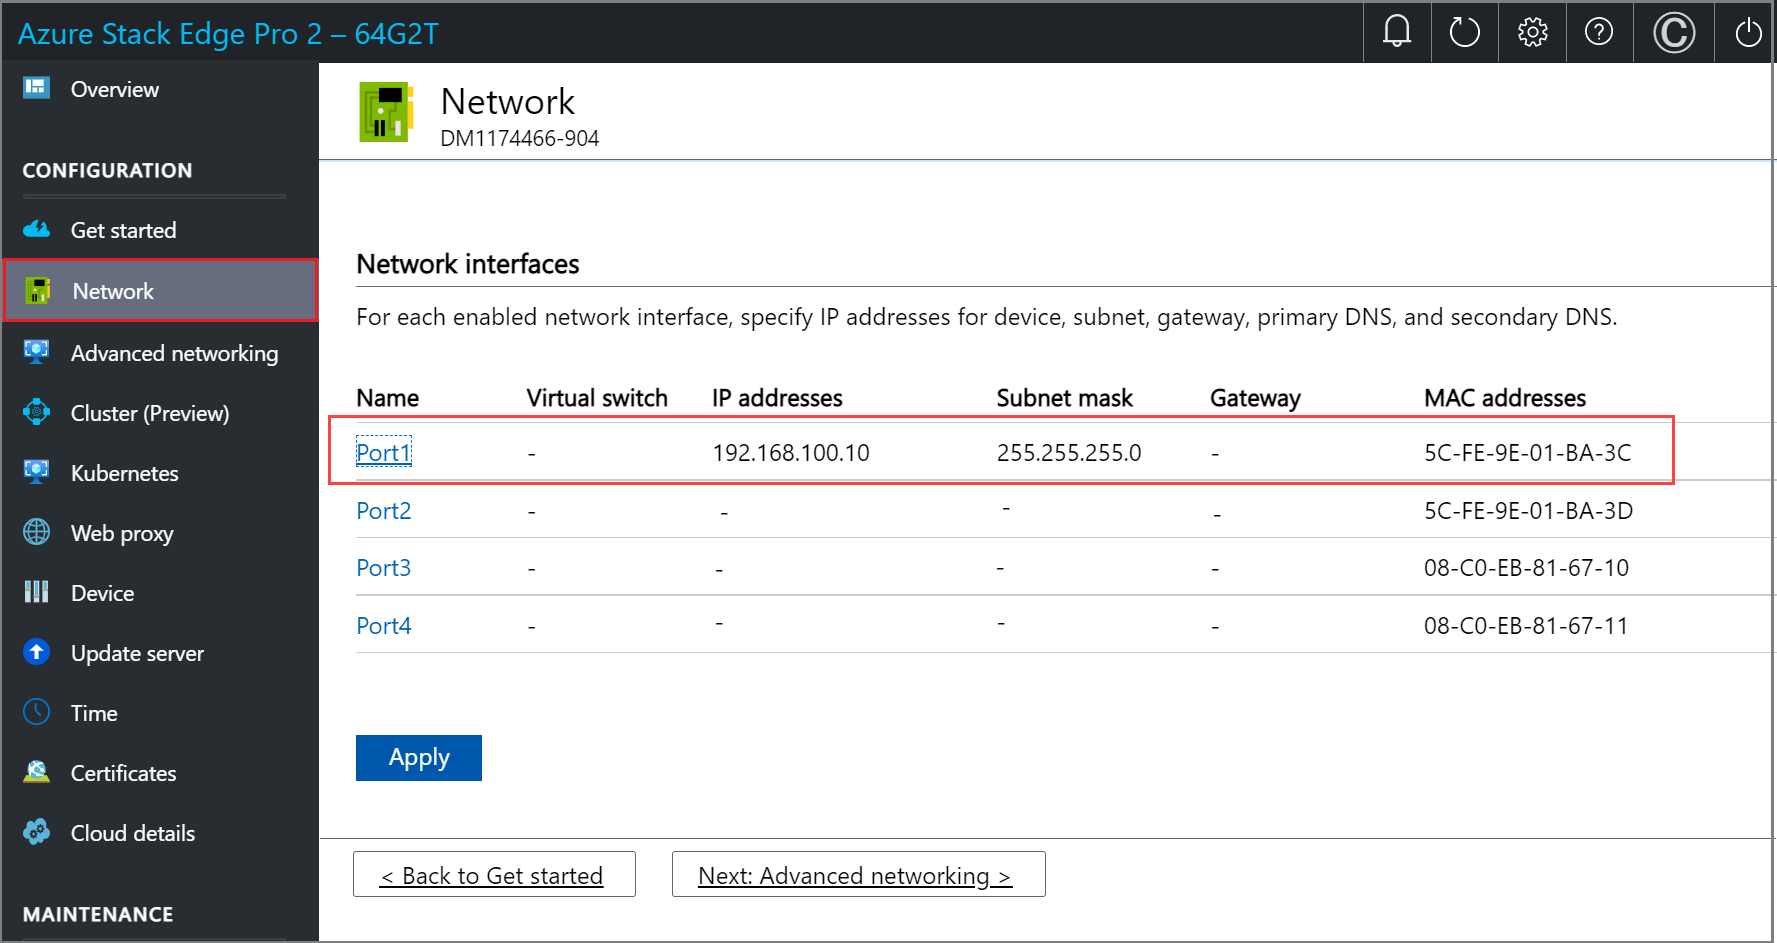 Azure Stack Edge Pro 2 – 64G2T
Overview
CONFIGURATION
Get started
Network
Advanced networking
Cluster (Preview)
Kubernetes
Web proxy
Device
Update server
Time
Certificates
Cloud details
MAINTENANCE
Network
DM1174466-904
Network interfaces
For each enabled network interface, specify IP addresses for device, subnet, gateway, primary DNS, and secondary DNS.
Name Virtual switch IP addresses Subnet mask Gateway MAC addresses
Port1 - 192.168.100.10 255.255.255.0 - 5C-FE-9E-01-BA-3C
Port2 - - - - 5C-FE-9E-01-BA-3D
Port3 - - - - 08-C0-EB-81-67-10
Port4 - - - - 08-C0-EB-81-67-11
Apply
< Back to Get started
Next: Advanced networking >